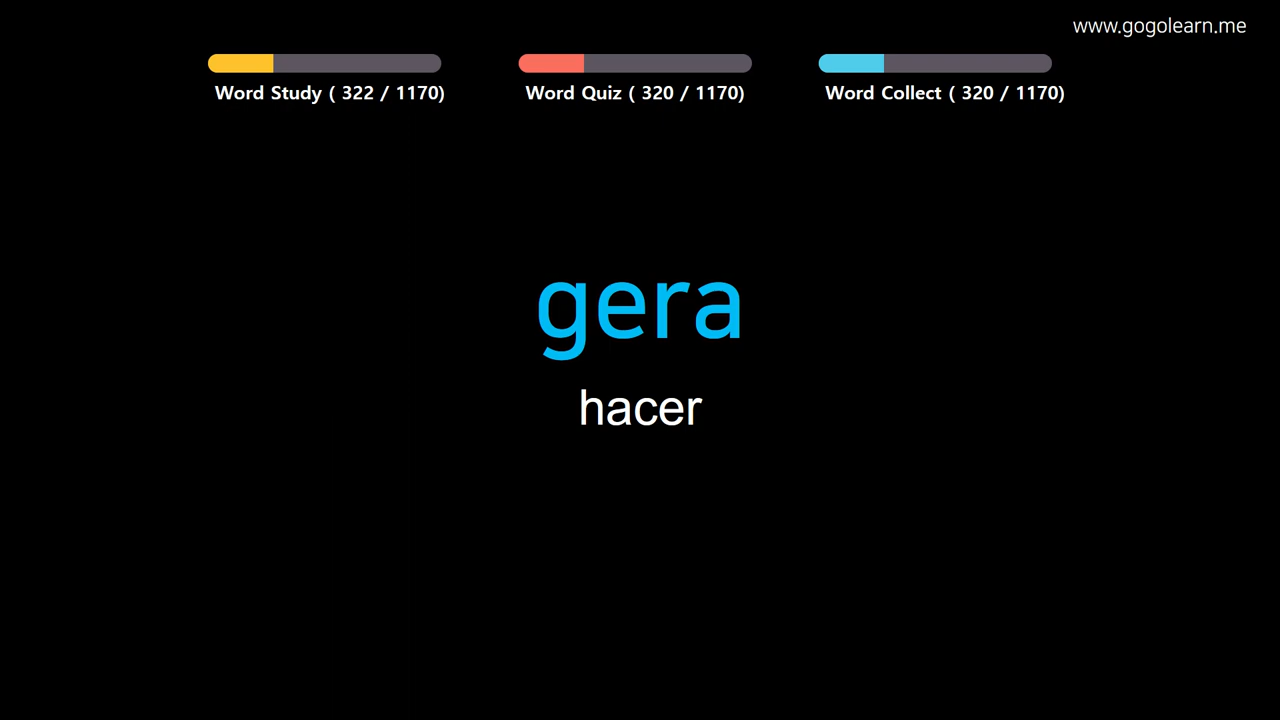 www.gogolearn.me
Word Study ( 322 / 1170)
Word Quiz ( 320 / 1170)
Word Collect ( 320 / 1170)
gera
hacer